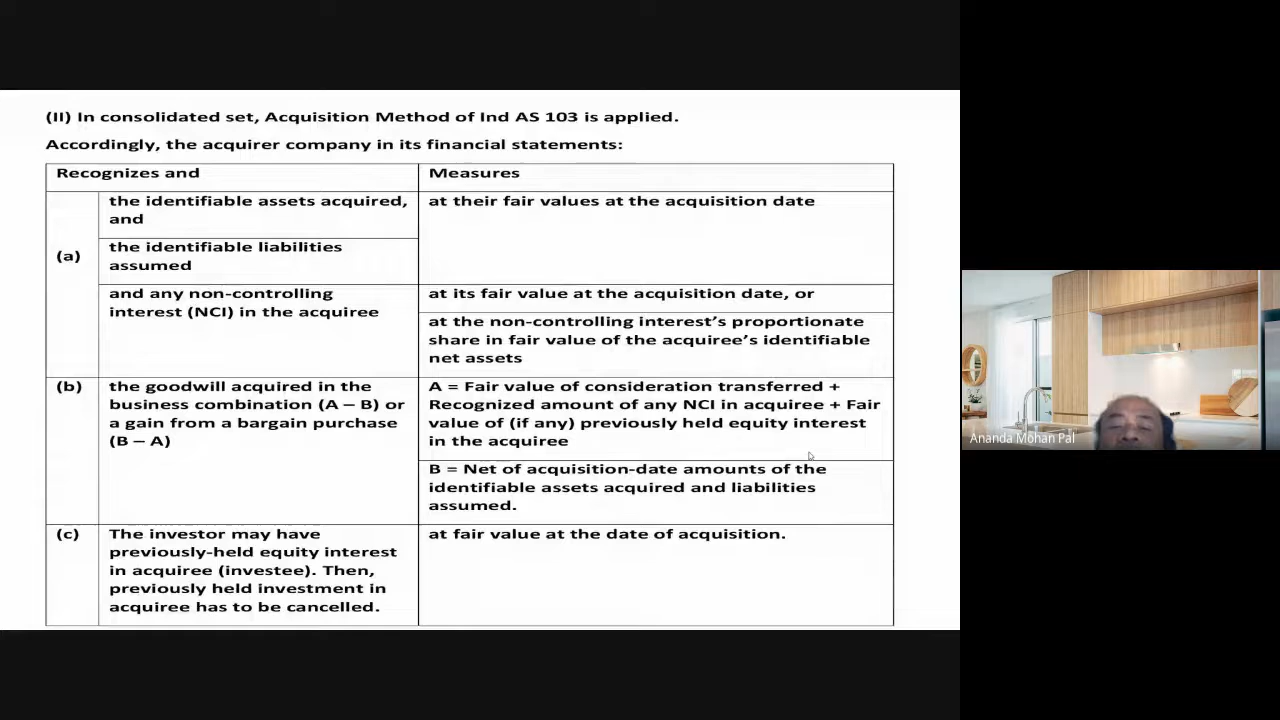 (II) In consolidated set, Acquisition Method of Ind AS 103 is applied.
Accordingly, the acquirer company in its financial statements:
Recognizes and
Measures
(a)
the identifiable assets acquired,
and
at their fair values at the acquisition date
the identifiable liabilities
assumed
and any non-controlling
interest (NCI) in the acquiree
at its fair value at the acquisition date, or
at the non-controlling interest's proportionate
share in fair value of the acquiree's identifiable
net assets
(b)
the goodwill acquired in the
business combination (A – B) or
a gain from a bargain purchase
(B – A)
A = Fair value of consideration transferred +
Recognized amount of any NCI in acquiree + Fair
value of (if any) previously held equity interest
in the acquiree
B = Net of acquisition-date amounts of the
identifiable assets acquired and liabilities
assumed.
(c)
The investor may have
previously-held equity interest
in acquiree (investee). Then,
previously held investment in
acquiree has to be cancelled.
at fair value at the date of acquisition.
Ananda Mohan Pal